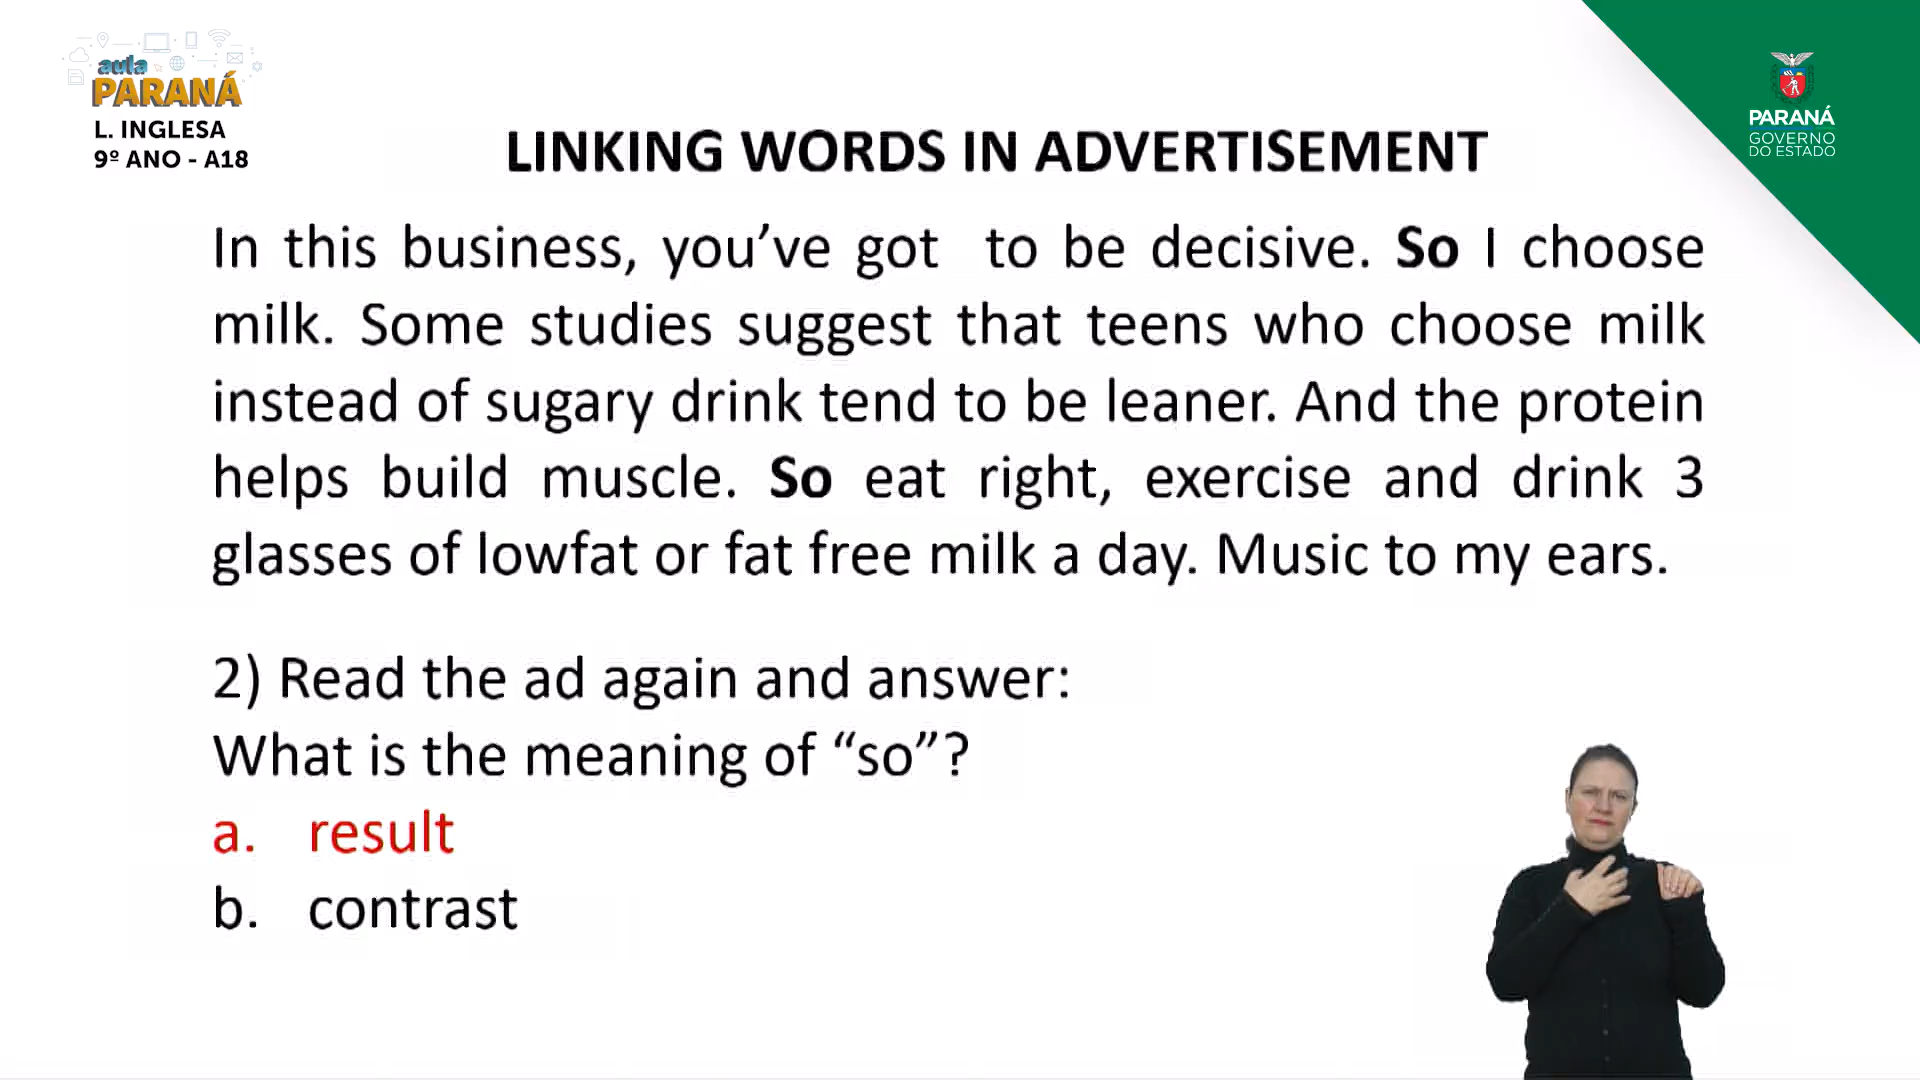 aula
PARANÁ
L. INGLESA
9º ANO - A18
PARANÁ
GOVERNO
DO ESTADO
LINKING WORDS IN ADVERTISEMENT
In this business, you’ve got to be decisive. So I choose
milk. Some studies suggest that teens who choose milk
instead of sugary drink tend to be leaner. And the protein
helps build muscle. So eat right, exercise and drink 3
glasses of lowfat or fat free milk a day. Music to my ears.
2) Read the ad again and answer:
What is the meaning of “so”?
a. result
b. contrast